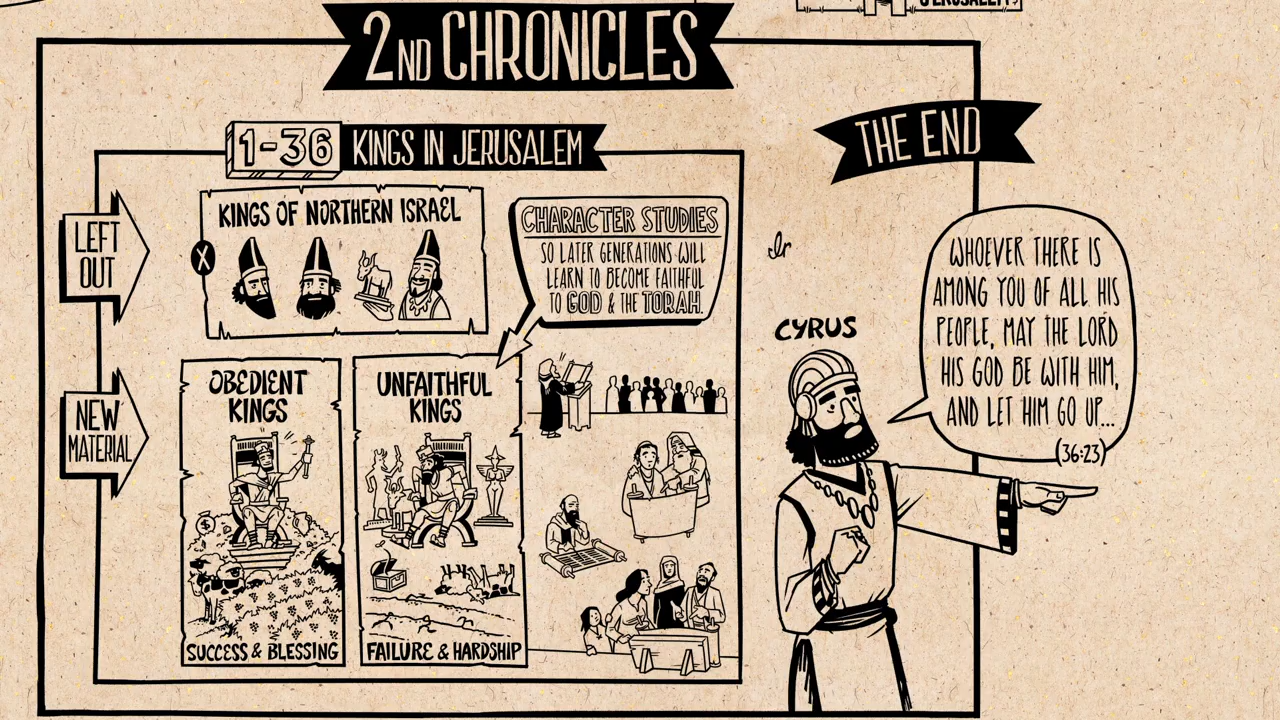 JERUSALEM?
2ND CHRONICLES
1-36 KINGS IN JERUSALEM
LEFT
OUT
KINGS OF NORTHERN ISRAEL
X
CHARACTER STUDIES
SO LATER GENERATIONS WILL
LEARN TO BECOME FAITHFUL
TO GOD & THE TORAH.
NEW
MATERIAL
OBEDIENT
KINGS
$
SUCCESS & BLESSING
UNFAITHFUL
KINGS
FAILURE & HARDSHIP
THE END
CYRUS
WHOEVER THERE IS
AMONG YOU OF ALL HIS
PEOPLE, MAY THE LORD
HIS GOD BE WITH HIM,
AND LET HIM GO UP...
(36:23)